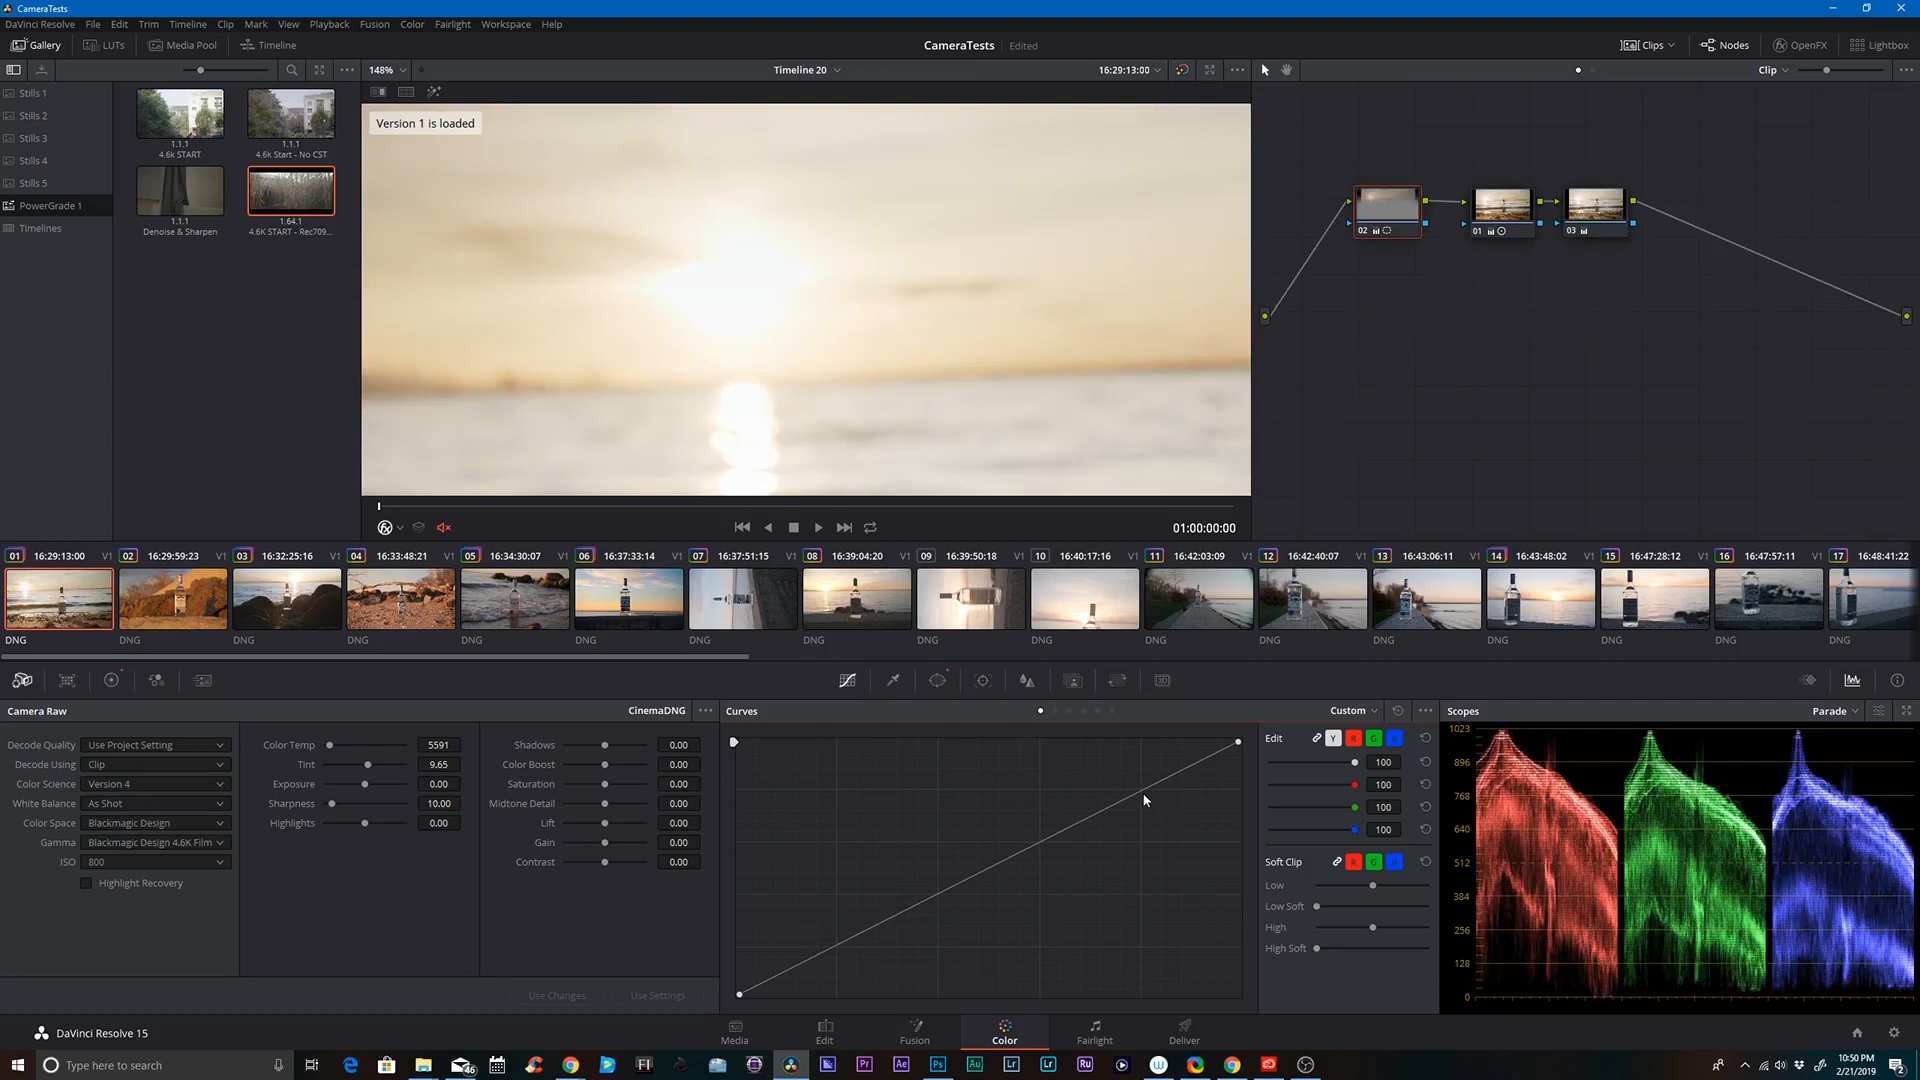 CameraTests
DaVinci Resolve File Edit Trim Timeline Clip Mark View Playback Fusion Color Fairlight Workspace Help
Gallery LUTs Media Pool Timeline CameraTests Edited Clips Nodes OpenFX Lightbox
148% Timeline 20 16:29:13:00 Clip
Stills 1
Stills 2
Stills 3
Stills 4
Stills 5
PowerGrade 1
Timelines
1.1.1
4.6k START
1.1.1
4.6k Start - No CST
1.1.1
Denoise & Sharpen
1.64.1
4.6K START - Rec709...
Version 1 is loaded
02
01
03
01:00:00:00
01 16:29:13:00 V1 02 16:29:59:23 V1 03 16:32:25:16 V1 04 16:33:48:21 V1 05 16:34:30:07 V1 06 16:37:33:14 V1 07 16:37:51:15 V1 08 16:39:04:20 V1 09 16:39:50:18 V1 10 16:40:17:16 V1 11 16:42:03:09 V1 12 16:42:40:07 V1 13 16:43:06:11 V1 14 16:43:48:02 V1 15 16:47:28:12 V1 16 16:47:57:11 V1 17 16:48:41:22
DNG DNG DNG DNG DNG DNG DNG DNG DNG DNG DNG DNG DNG DNG DNG DNG DNG
Camera Raw CinemaDNG
Decode Quality Use Project Setting
Decode Using Clip
Color Science Version 4
White Balance As Shot
Color Space Blackmagic Design
Gamma Blackmagic Design 4.6K Film
ISO 800
Highlight Recovery
Color Temp 5591
Tint 9.65
Exposure 0.00
Sharpness 10.00
Highlights 0.00
Shadows 0.00
Color Boost 0.00
Saturation 0.00
Midtone Detail 0.00
Lift 0.00
Gain 0.00
Contrast 0.00
Use Changes Use Settings
Curves Custom
Edit Y R G B
100
100
100
100
Soft Clip R G B
Low
Low Soft
High
High Soft
Scopes Parade
1023
896
768
640
512
384
256
128
0
DaVinci Resolve 15 Media Edit Fusion Color Fairlight Deliver
Type here to search
46
FI
Pr
Ae
Ps
Au
Lr
Lr
Ru
10:50 PM
2/21/2019
2